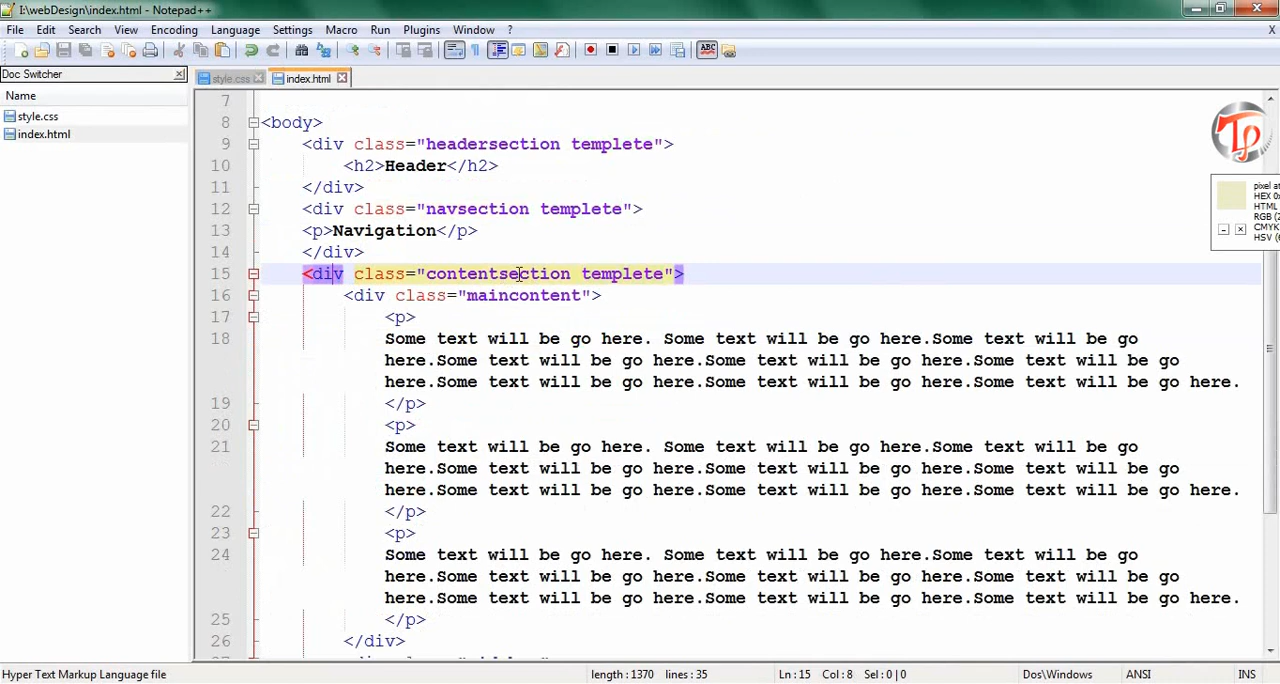 I:\webDesign\index.html - Notepad++
File Edit Search View Encoding Language Settings Macro Run Plugins Window ? X
Doc Switcher
style.css index.html
Name
style.css
index.html
7
8 <body>
9 <div class="headersection templete">
10 <h2>Header</h2>
11 </div>
12 <div class="navsection templete">
13 <p>Navigation</p>
14 </div>
15 <div class="contentsection templete">
16 <div class="maincontent">
17 <p>
18 Some text will be go here. Some text will be go here.Some text will be go
here.Some text will be go here.Some text will be go here.Some text will be go
here.Some text will be go here.Some text will be go here.Some text will be go here.
19 </p>
20 <p>
21 Some text will be go here. Some text will be go here.Some text will be go
here.Some text will be go here.Some text will be go here.Some text will be go
here.Some text will be go here.Some text will be go here.Some text will be go here.
22 </p>
23 <p>
24 Some text will be go here. Some text will be go here.Some text will be go
here.Some text will be go here.Some text will be go here.Some text will be go
here.Some text will be go here.Some text will be go here.Some text will be go here.
25 </p>
26 </div>
Tp
pixel at
HEX 0x
HTML
RGB (2
CMYK
HSV (6
Hyper Text Markup Language file length : 1370 lines : 35 Ln : 15 Col : 8 Sel : 0 | 0 Dos\Windows ANSI INS